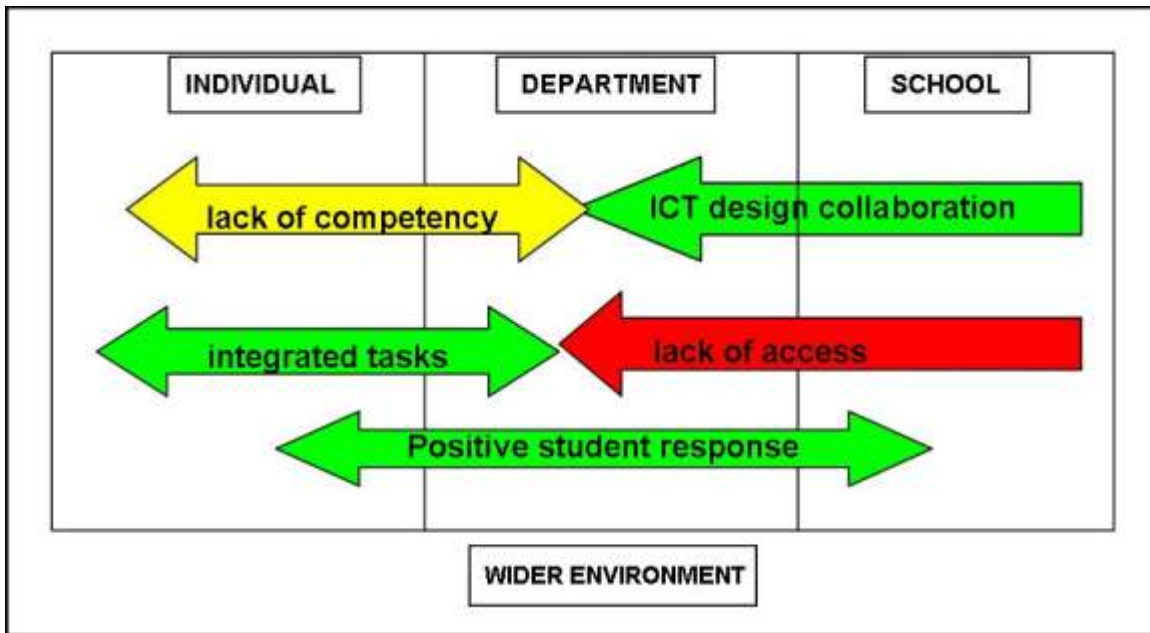 INDIVIDUAL
DEPARTMENT
SCHOOL
lack of competency
ICT design collaboration
integrated tasks
lack of access
Positive student response
WIDER ENVIRONMENT